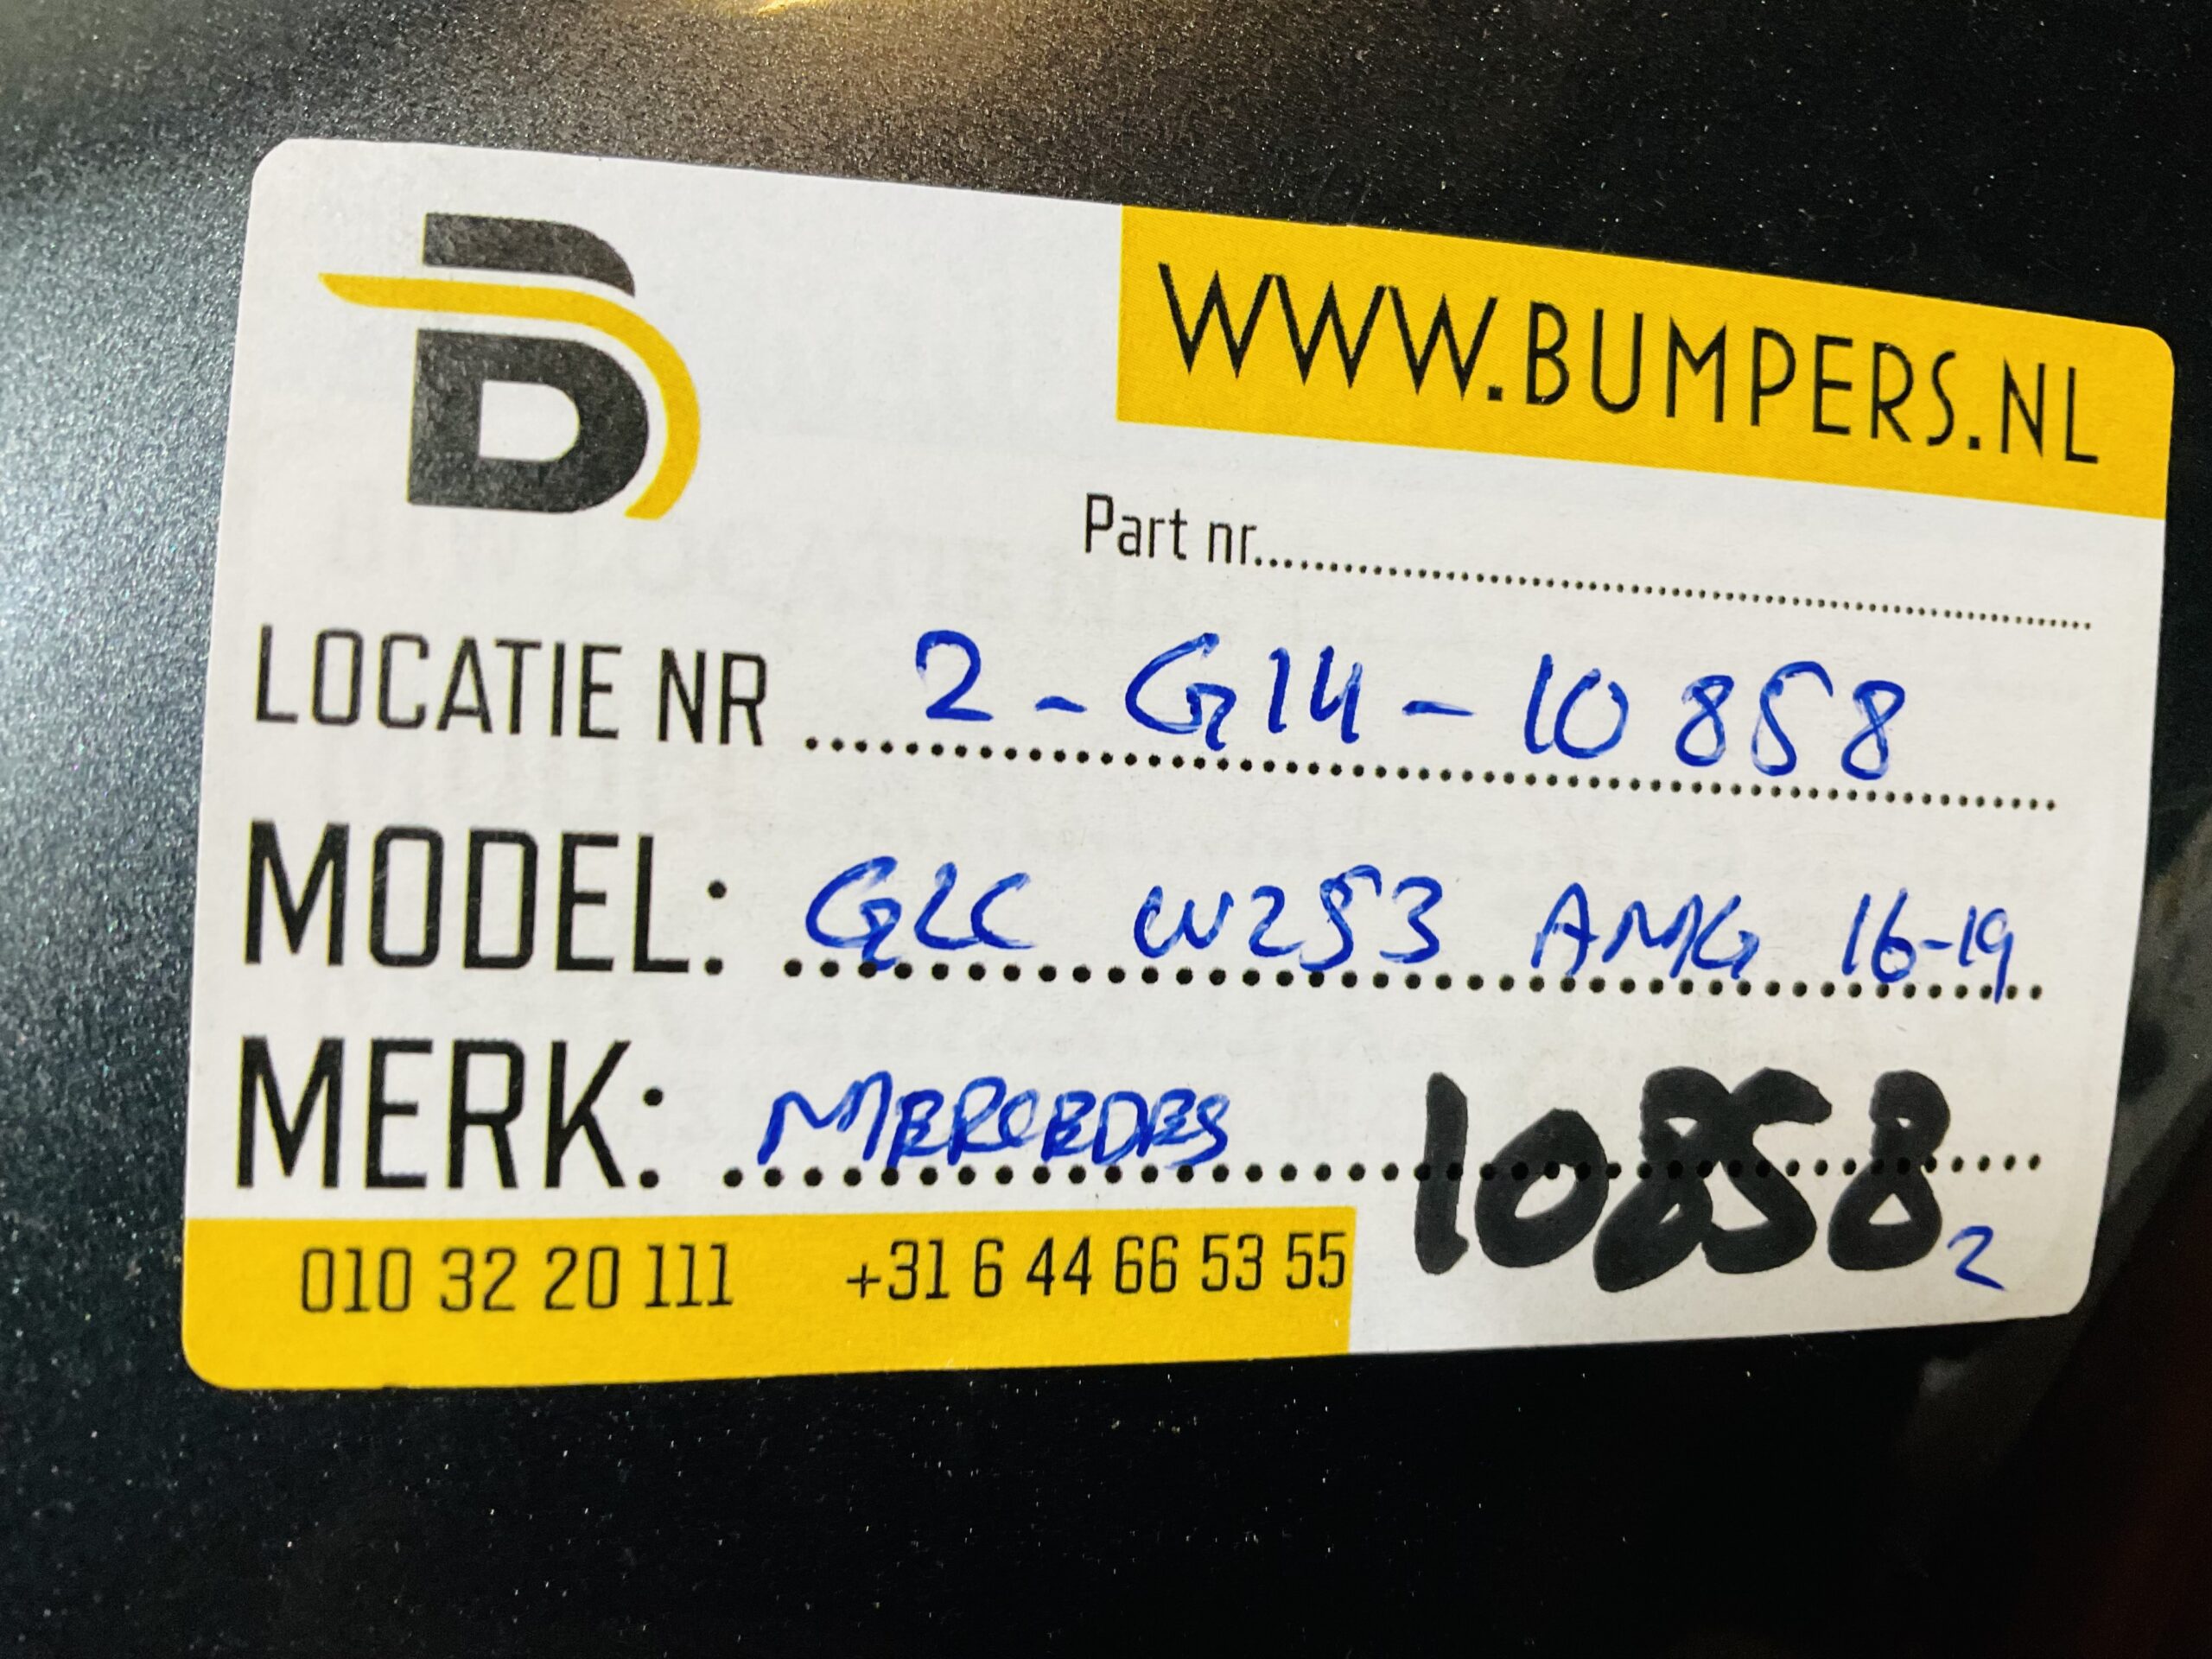 B
WWW.BUMPERS.NL
Part nr.......................................................
LOCATIE NR ....2-G14-10858
MODEL: GLC W253 AMG 16-19
MERK: MERCEDES 10858 2
010 32 20 111 +31 6 44 66 53 55